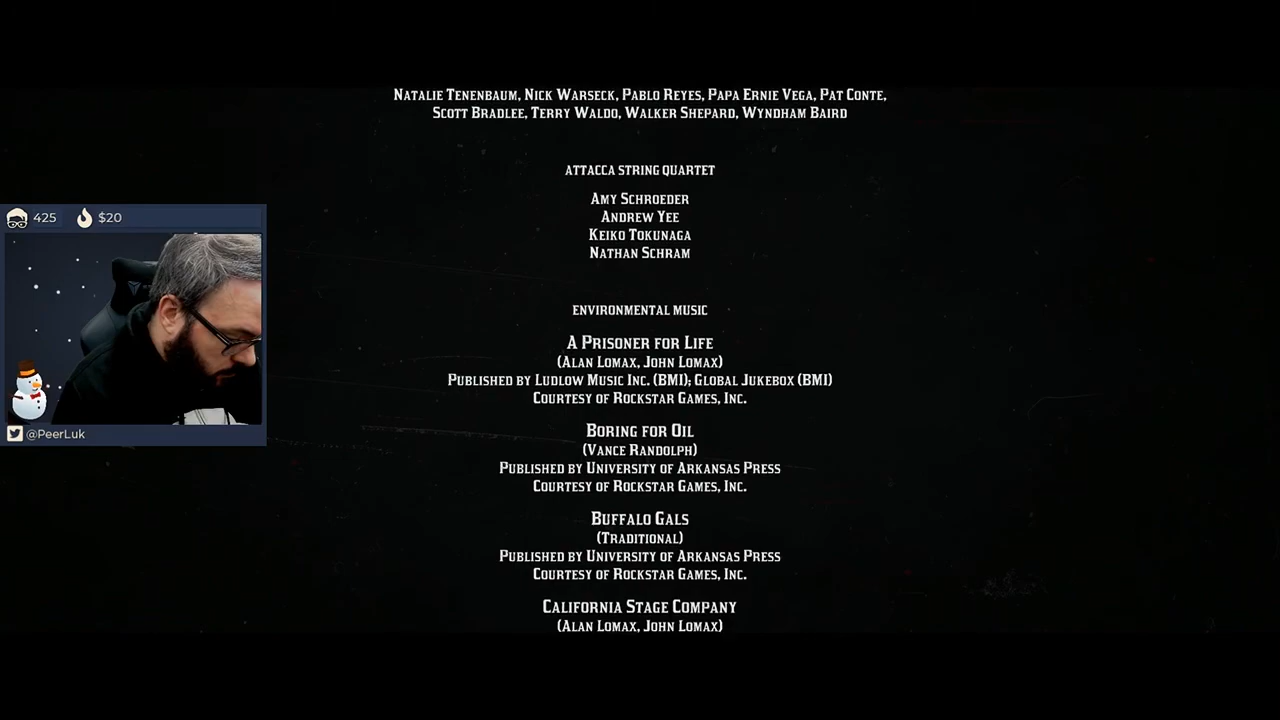 Natalie Tenenbaum, Nick Warseck, Pablo Reyes, Papa Ernie Vega, Pat Conte,
Scott Bradlee, Terry Waldo, Walker Shepard, Wyndham Baird
ATTACCA STRING QUARTET
Amy Schroeder
Andrew Yee
Keiko Tokunaga
Nathan Schram
425 $20
@PeerLuk
ENVIRONMENTAL MUSIC
A Prisoner for Life
(Alan Lomax, John Lomax)
Published by Ludlow Music Inc. (BMI); Global Jukebox (BMI)
Courtesy of Rockstar Games, Inc.
Boring for Oil
(Vance Randolph)
Published by University of Arkansas Press
Courtesy of Rockstar Games, Inc.
Buffalo Gals
(Traditional)
Published by University of Arkansas Press
Courtesy of Rockstar Games, Inc.
California Stage Company
(Alan Lomax, John Lomax)